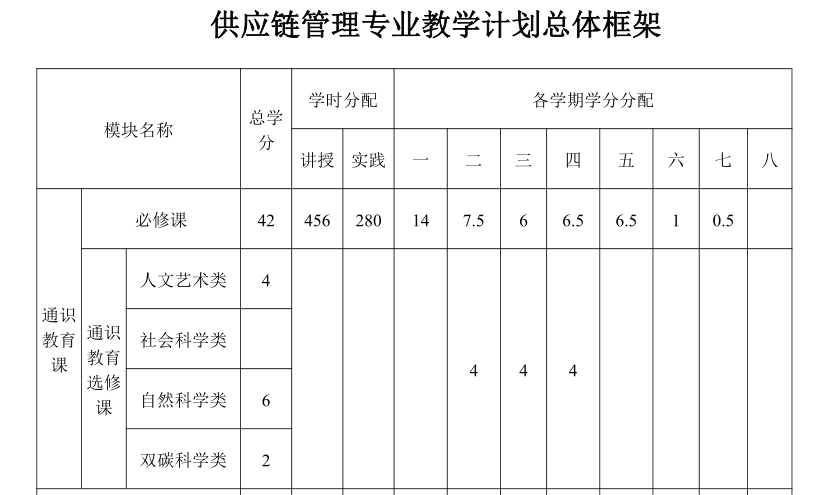 供应链管理专业教学计划总体框架
模块名称 总学分 学时分配 各学期学分分配
讲授 实践 一 二 三 四 五 六 七 八
通识教育课 必修课 42 456 280 14 7.5 6 6.5 6.5 1 0.5
通识教育选修课 人文艺术类 4
社会科学类
4 4 4
自然科学类 6
双碳科学类 2